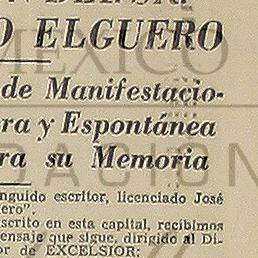 O ELGUERO
de Manifestacio-
ra y Espontánea
ra su Memoria
nguido escritor, licenciado José
ero".
scrito en esta capital, recibimos
ensaje que sigue, dirigido al Di-
or de EXCELSIOR: